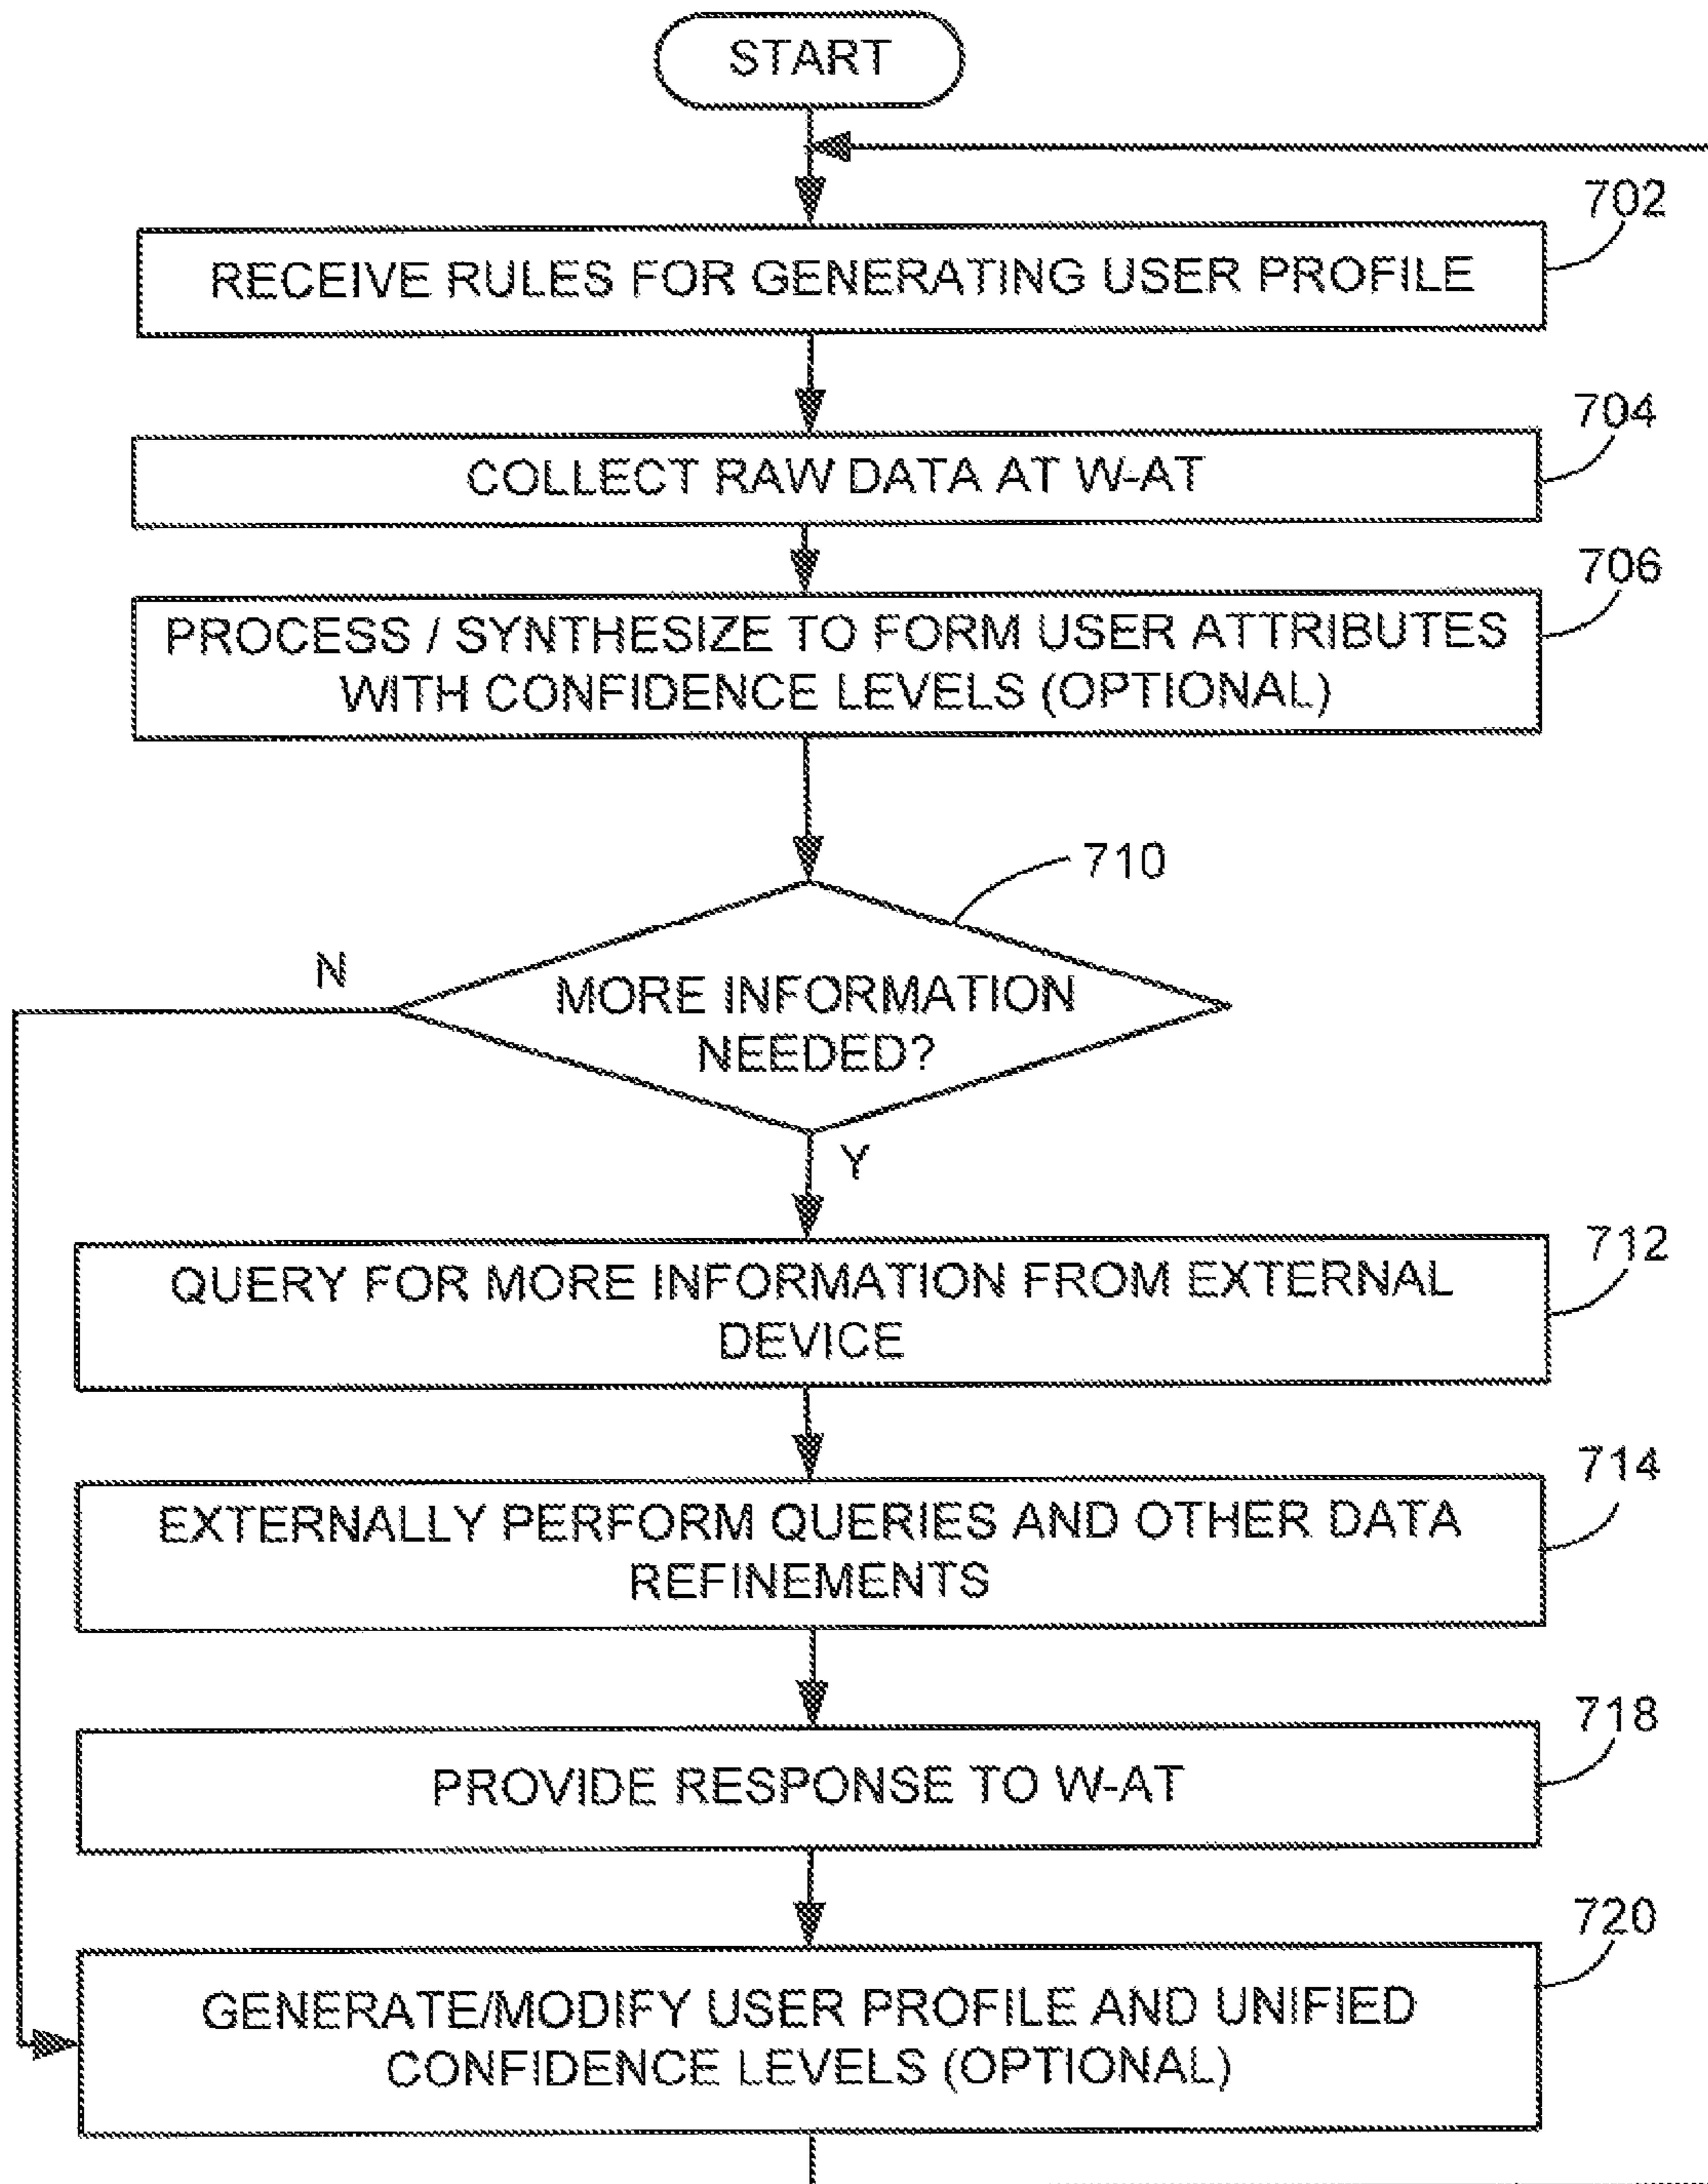 START
702
RECEIVE RULES FOR GENERATING USER PROFILE
704
COLLECT RAW DATA AT W-AT
706
PROCESS / SYNTHESIZE TO FORM USER ATTRIBUTES
WITH CONFIDENCE LEVELS (OPTIONAL)
710
N
MORE INFORMATION
NEEDED?
Y
712
QUERY FOR MORE INFORMATION FROM EXTERNAL
DEVICE
714
EXTERNALLY PERFORM QUERIES AND OTHER DATA
REFINEMENTS
718
PROVIDE RESPONSE TO W-AT
720
GENERATE/MODIFY USER PROFILE AND UNIFIED
CONFIDENCE LEVELS (OPTIONAL)